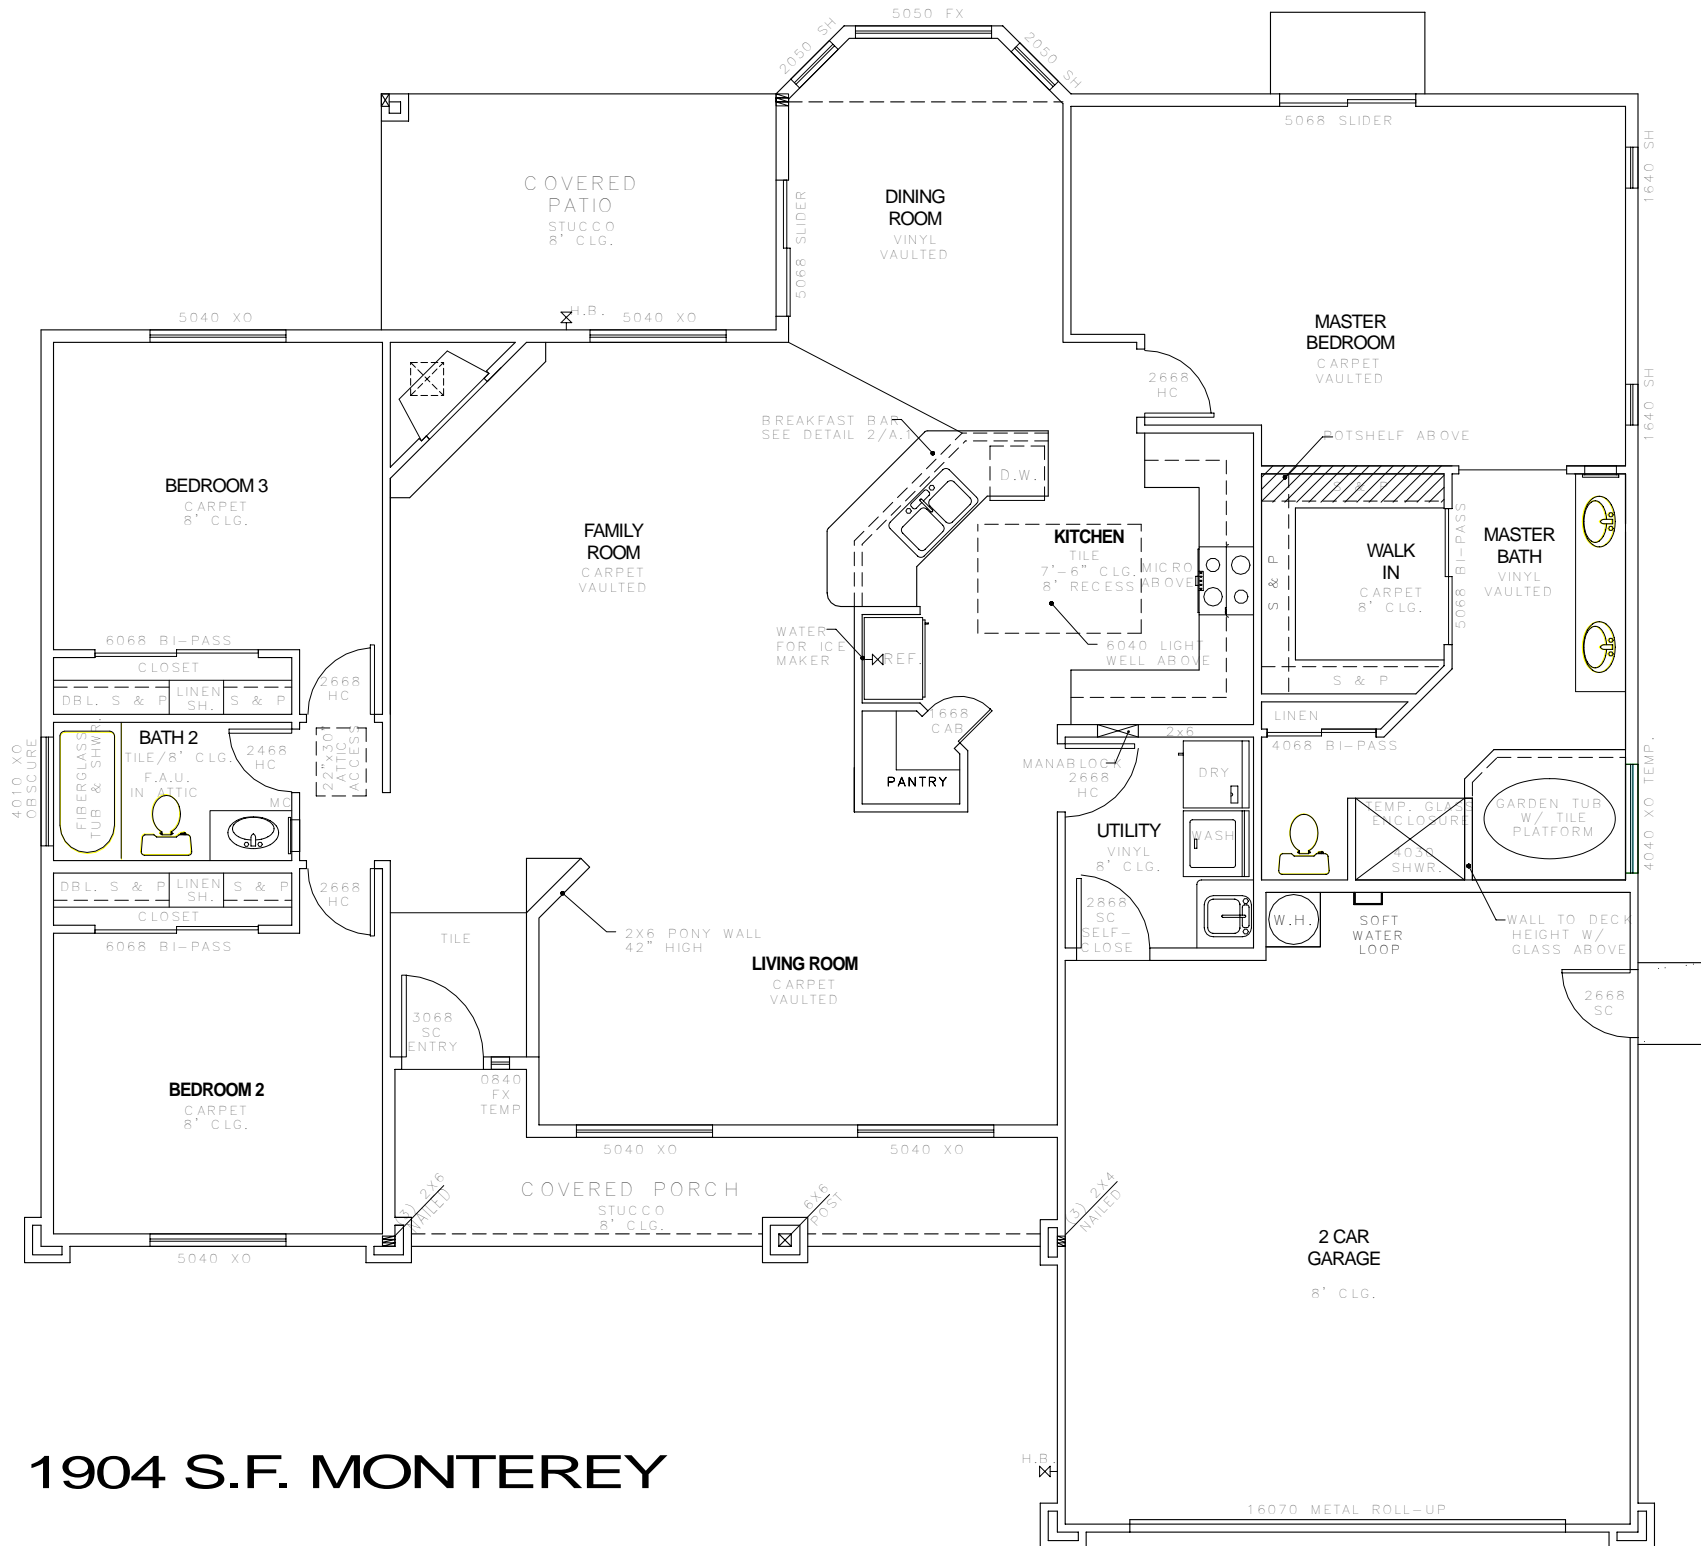 5050 FX
2050 SH
2050 SH
5068 SLIDER
1640 SH
COVERED
PATIO
STUCCO
8' CLG.
5068 SLIDER
DINING
ROOM
VINYL
VAULTED
H.B.
5040 XO
5040 XO
MASTER
BEDROOM
CARPET
VAULTED
2668
HC
1640 SH
BREAKFAST BAR
SEE DETAIL 2/A.1
POTSHELF ABOVE
D.W.
S & P
BEDROOM 3
CARPET
8' CLG.
FAMILY
ROOM
CARPET
VAULTED
KITCHEN
TILE
7'-6" CLG.
8' RECESS
MICRO
ABOVE
S & P
WALK
IN
CARPET
8' CLG.
5068 BI-PASS
MASTER
BATH
VINYL
VAULTED
6068 BI-PASS
CLOSET
DBL. S & P
LINEN
SH.
S & P
2668
HC
WATER
FOR ICE
MAKER
REF.
6040 LIGHT
WELL ABOVE
S & P
LINEN
1668
CAB
2x6
4068 BI-PASS
4010 XO
OBSCURE
FIBERGLASS
TUB & SHWR.
BATH 2
TILE/8' CLG.
F.A.U.
IN ATTIC
2468
HC
22"x30"
ATTIC
ACCESS
MC
PANTRY
MANABLOCK
2668
HC
DRY
WASH
UTILITY
VINYL
8' CLG.
TEMP. GLASS
ENCLOSURE
4030
SHWR.
GARDEN TUB
W/ TILE
PLATFORM
4040 XO TEMP.
DBL. S & P
LINEN
SH.
S & P
CLOSET
6068 BI-PASS
2668
HC
TILE
2X6 PONY WALL
42" HIGH
2868
SC
SELF-
CLOSE
W.H.
SOFT
WATER
LOOP
WALL TO DECK
HEIGHT W/
GLASS ABOVE
LIVING ROOM
CARPET
VAULTED
2668
SC
3068
SC
ENTRY
0840
FX
TEMP
BEDROOM 2
CARPET
8' CLG.
5040 XO
5040 XO
COVERED PORCH
STUCCO
8' CLG.
(3) 2X6
NAILED
6X6
POST
(3) 2X4
NAILED
5040 XO
2 CAR
GARAGE
8' CLG.
1904 S.F. MONTEREY
H.B.
16070 METAL ROLL-UP